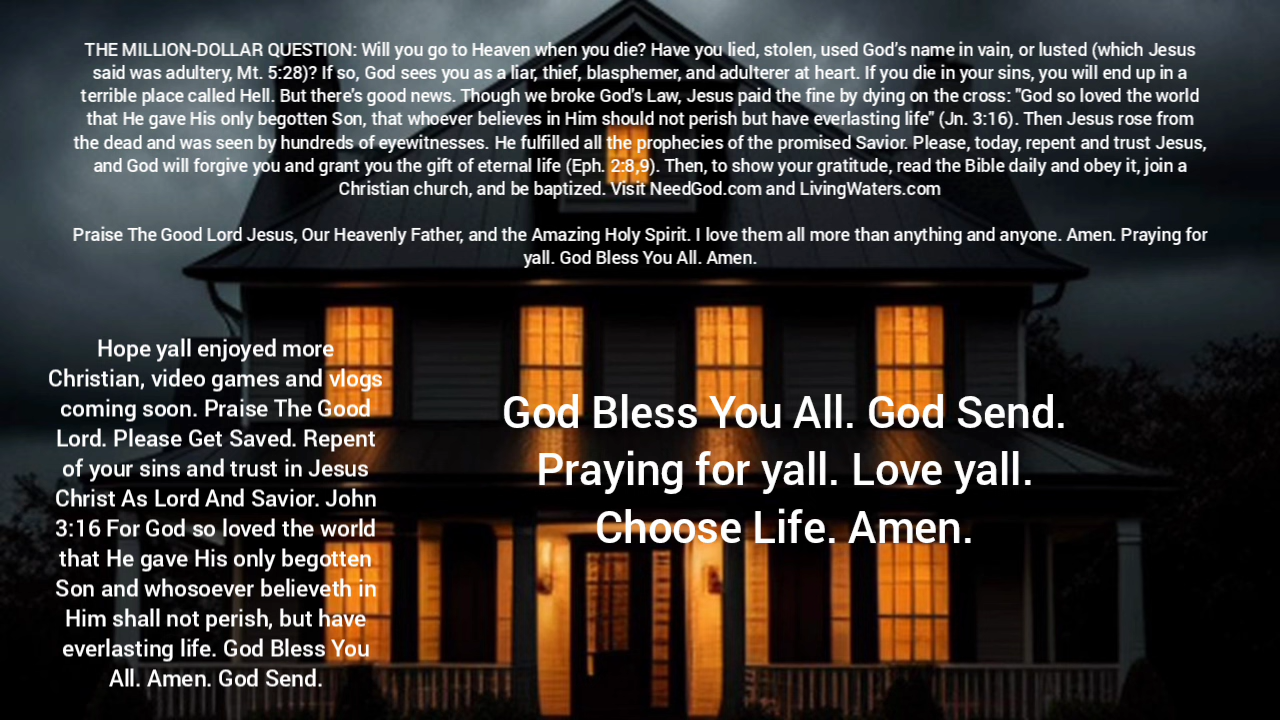 THE MILLION-DOLLAR QUESTION: Will you go to Heaven when you die? Have you lied, stolen, used God's name in vain, or lusted (which Jesus
said was adultery, Mt. 5:28)? If so, God sees you as a liar, thief, blasphemer, and adulterer at heart. If you die in your sins, you will end up in a
terrible place called Hell. But there's good news. Though we broke God's Law, Jesus paid the fine by dying on the cross: "God so loved the world
that He gave His only begotten Son, that whoever believes in Him should not perish but have everlasting life" (Jn. 3:16). Then Jesus rose from
the dead and was seen by hundreds of eyewitnesses. He fulfilled all the prophecies of the promised Savior. Please, today, repent and trust Jesus,
and God will forgive you and grant you the gift of eternal life (Eph. 2:8,9). Then, to show your gratitude, read the Bible daily and obey it, join a
Christian church, and be baptized. Visit NeedGod.com and LivingWaters.com
Praise The Good Lord Jesus, Our Heavenly Father, and the Amazing Holy Spirit. I love them all more than anything and anyone. Amen. Praying for
yall. God Bless You All. Amen.
Hope yall enjoyed more
Christian, video games and vlogs
coming soon. Praise The Good
Lord. Please Get Saved. Repent
of your sins and trust in Jesus
Christ As Lord And Savior. John
3:16 For God so loved the world
that He gave His only begotten
Son and whosoever believeth in
Him shall not perish, but have
everlasting life. God Bless You
All. Amen. God Send.
God Bless You All. God Send.
Praying for yall. Love yall.
Choose Life. Amen.